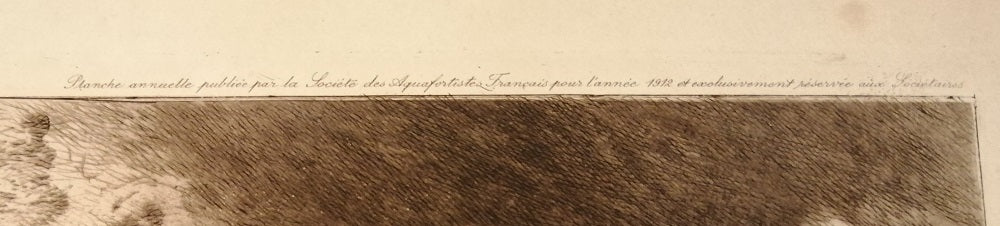 Planche annuelle publiée par la Société des Aquafortistes Français pour l'année 1912 et exclusivement réservée aux Sociétaires